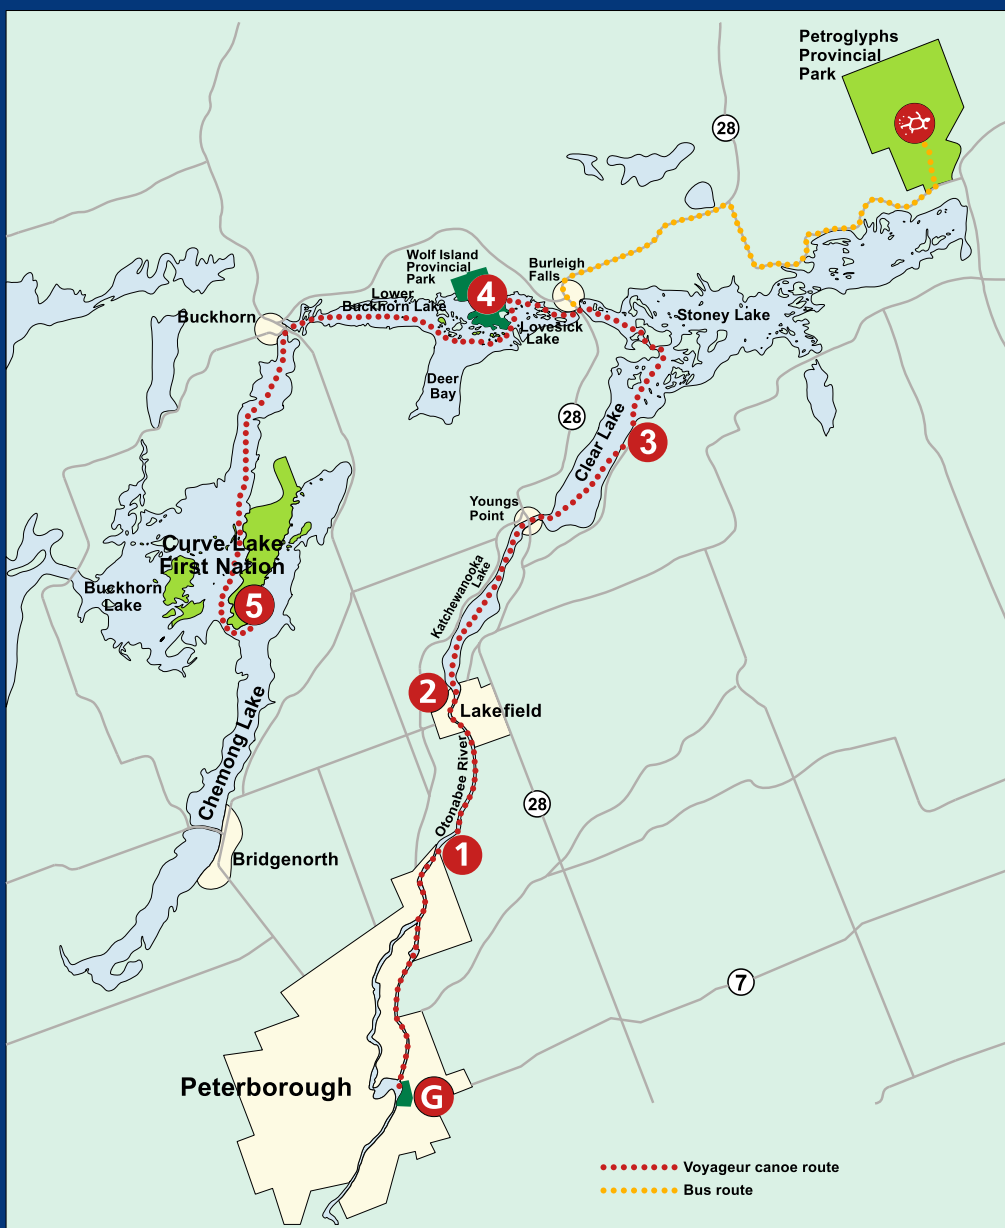 Petroglyphs
Provincial
Park
28
Wolf Island
Provincial
Park
Burleigh
Falls
4
Lower
Buckhorn Lake
Buckhorn
Lovesick
Lake
Stoney Lake
Deer
Bay
28
Clear Lake
3
Youngs
Point
Curve Lake
First Nation
Buckhorn
Lake
5
Katchewanooka
Lake
2
Lakefield
Chemong Lake
Otonabee River
28
Bridgenorth
1
7
Peterborough
G
Voyageur canoe route
Bus route